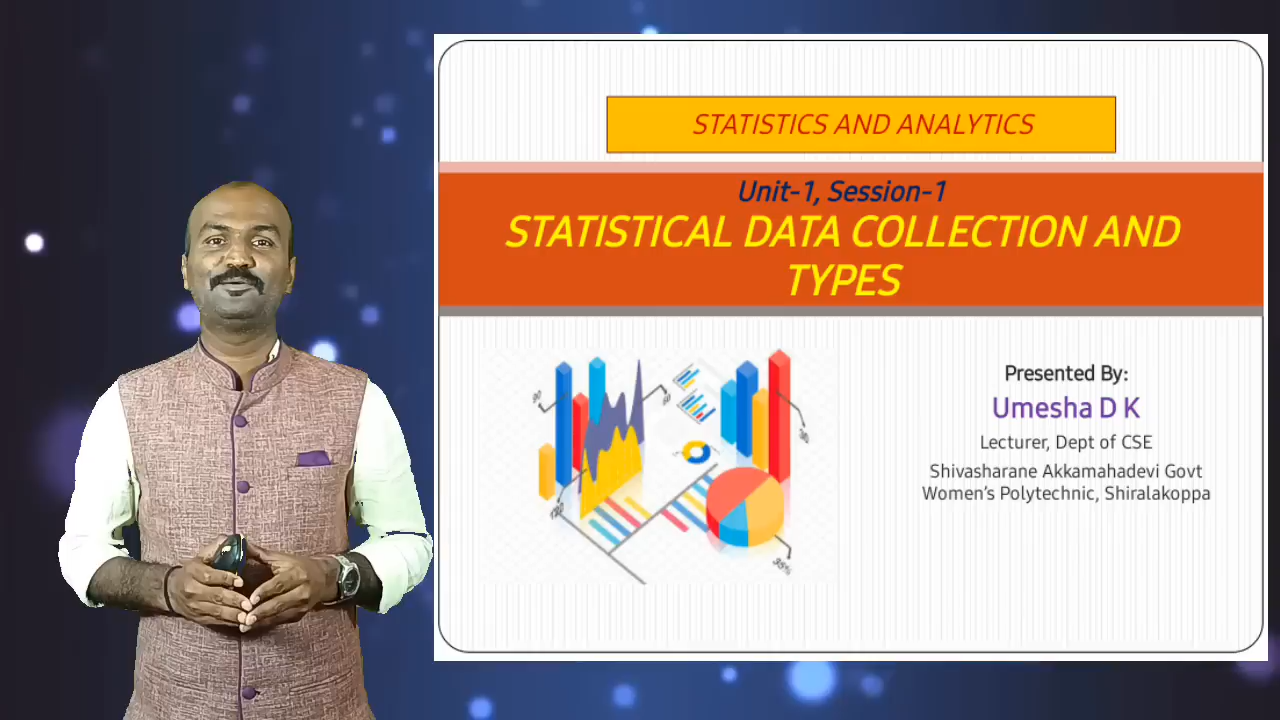 STATISTICS AND ANALYTICS
Unit-1, Session-1
STATISTICAL DATA COLLECTION AND
TYPES
Presented By:
Umesha D K
Lecturer, Dept of CSE
Shivasharane Akkamahadevi Govt
Women's Polytechnic, Shiralakoppa
35%